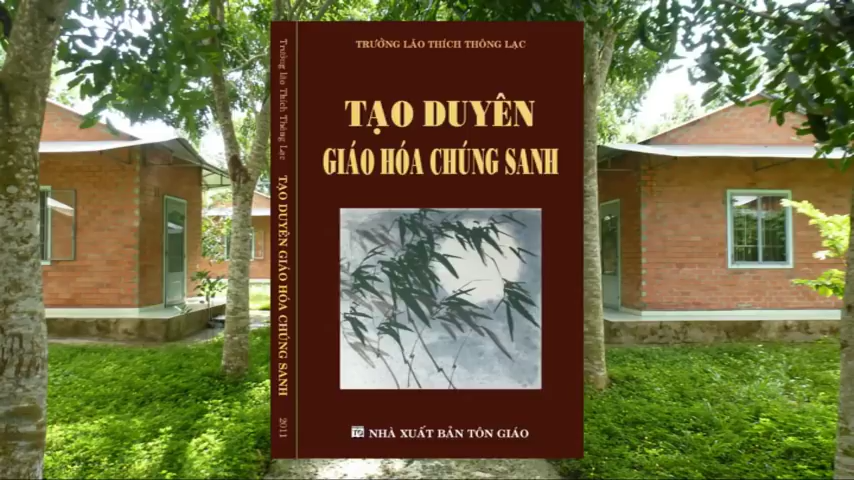 TRƯỞNG LÃO THÍCH THÔNG LẠC
TẠO DUYÊN
GIÁO HÓA CHÚNG SANH
NHÀ XUẤT BẢN TÔN GIÁO
Trưởng lão Thích Thông Lạc
TẠO DUYÊN GIÁO HÓA CHÚNG SANH
2011